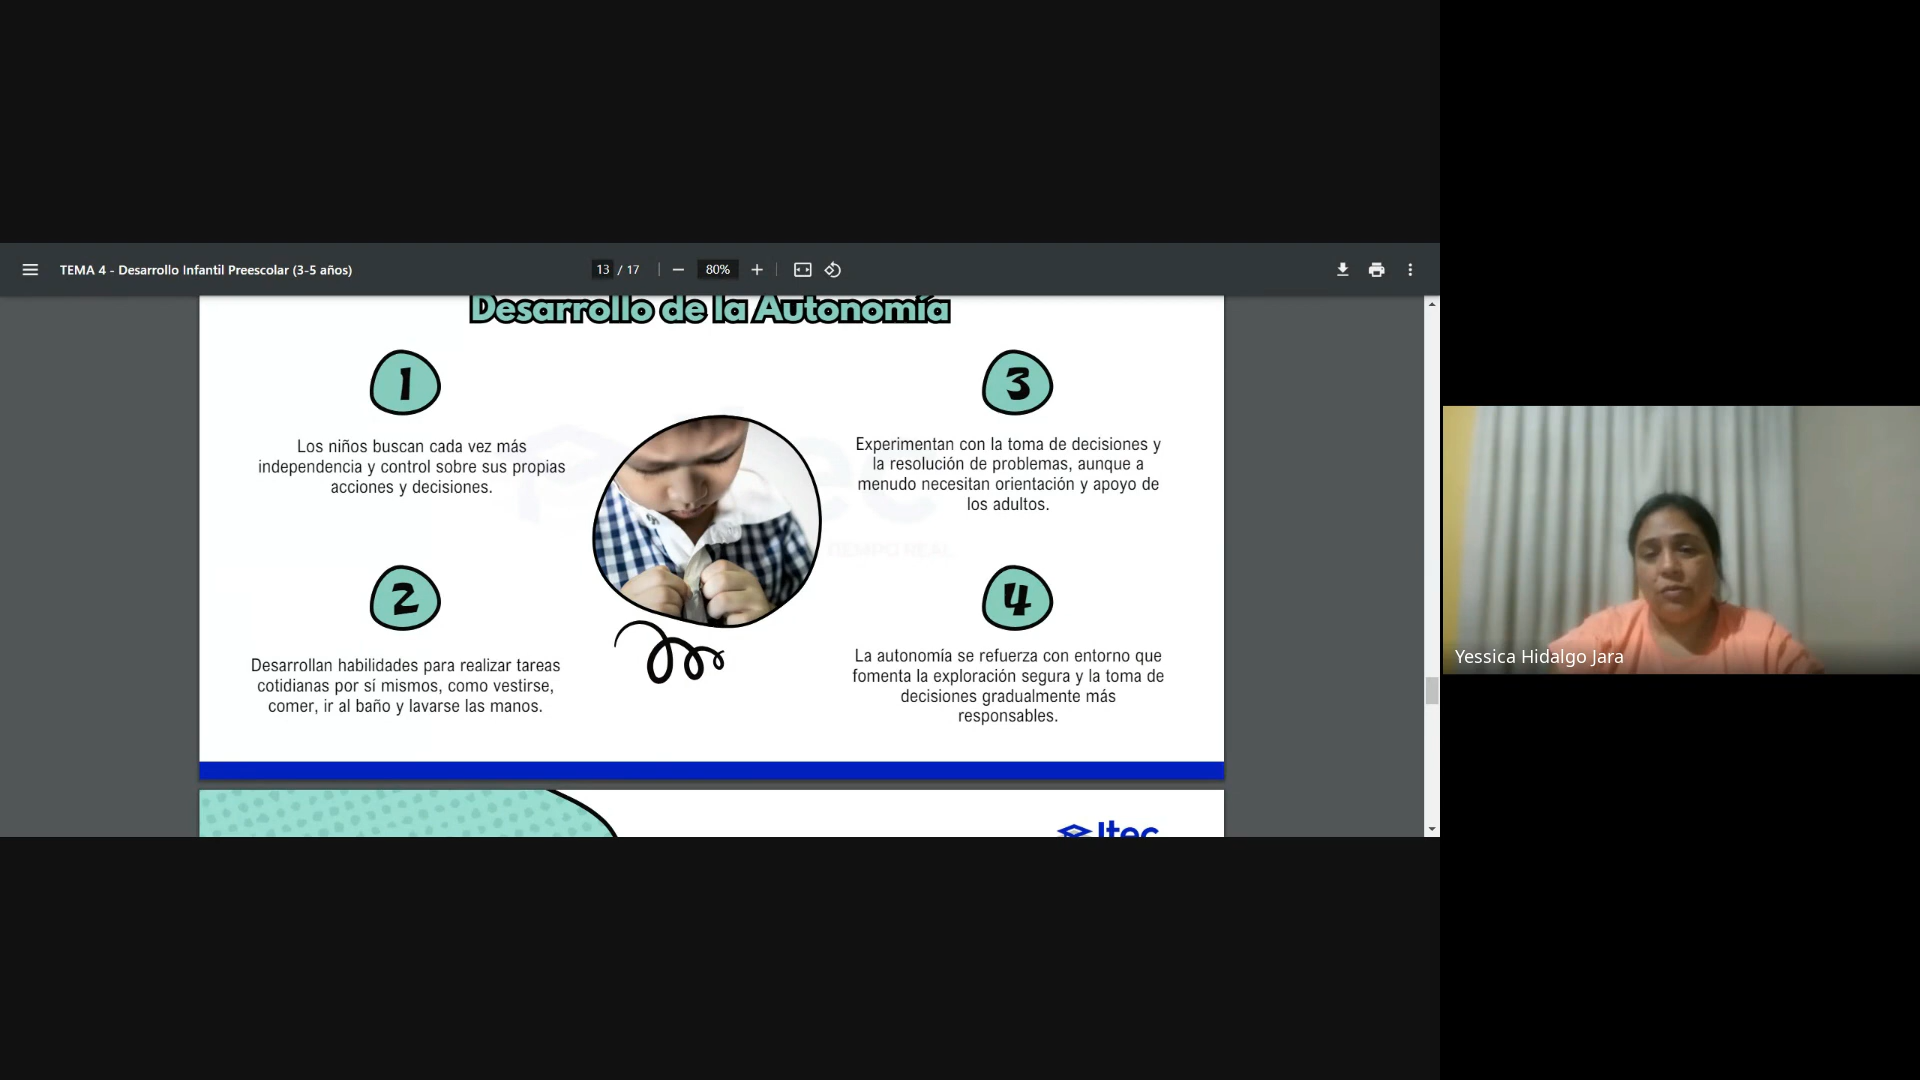 TEMA 4 - Desarrollo Infantil Preescolar (3-5 años)
13 / 17
80%
Desarrollo de la Autonomía
1
Los niños buscan cada vez más
independencia y control sobre sus propias
acciones y decisiones.
2
Desarrollan habilidades para realizar tareas
cotidianas por sí mismos, como vestirse,
comer, ir al baño y lavarse las manos.
3
Experimentan con la toma de decisiones y
la resolución de problemas, aunque a
menudo necesitan orientación y apoyo de
los adultos.
4
La autonomía se refuerza con entorno que
fomenta la exploración segura y la toma de
decisiones gradualmente más
responsables.
TIEMPO REAL
Itec
Yessica Hidalgo Jara